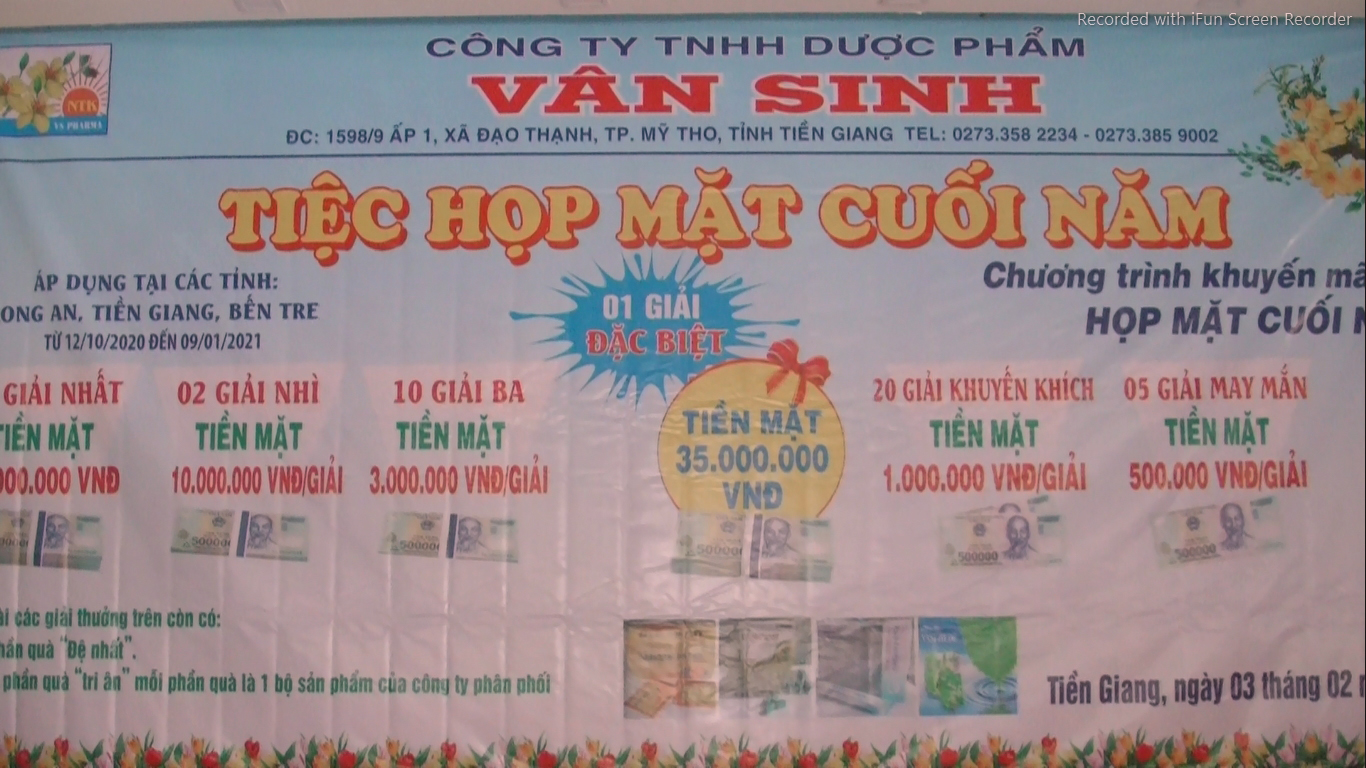 Recorded with iFun Screen Recorder
CÔNG TY TNHH DƯỢC PHẨM
VÂN SINH
NTK
VS PHARMA
ĐC: 1598/9 ẤP 1, XÃ ĐẠO THẠNH, TP. MỸ THO, TỈNH TIỀN GIANG TEL: 0273.358 2234 - 0273.385 9002
TIỆC HỌP MẶT CUỐI NĂM
ÁP DỤNG TẠI CÁC TỈNH:
ONG AN, TIỀN GIANG, BẾN TRE
TỪ 12/10/2020 ĐẾN 09/01/2021
01 GIẢI
ĐẶC BIỆT
TIỀN MẶT
35.000.000
VNĐ
Chương trình khuyến mã
HỌP MẶT CUỐI
GIẢI NHẤT
TIỀN MẶT
000.000 VNĐ
02 GIẢI NHÌ
TIỀN MẶT
10.000.000 VNĐ/GIẢI
10 GIẢI BA
TIỀN MẶT
3.000.000 VNĐ/GIẢI
20 GIẢI KHUYẾN KHÍCH
TIỀN MẶT
1.000.000 VNĐ/GIẢI
05 GIẢI MAY MẮN
TIỀN MẶT
500.000 VNĐ/GIẢI
500000
các giải thưởng trên còn có:
phần quà "Đệ nhất".
phần quà "tri ân" mỗi phần quà là 1 bộ sản phẩm của công ty phân phối
Tiền Giang, ngày 03 tháng 02